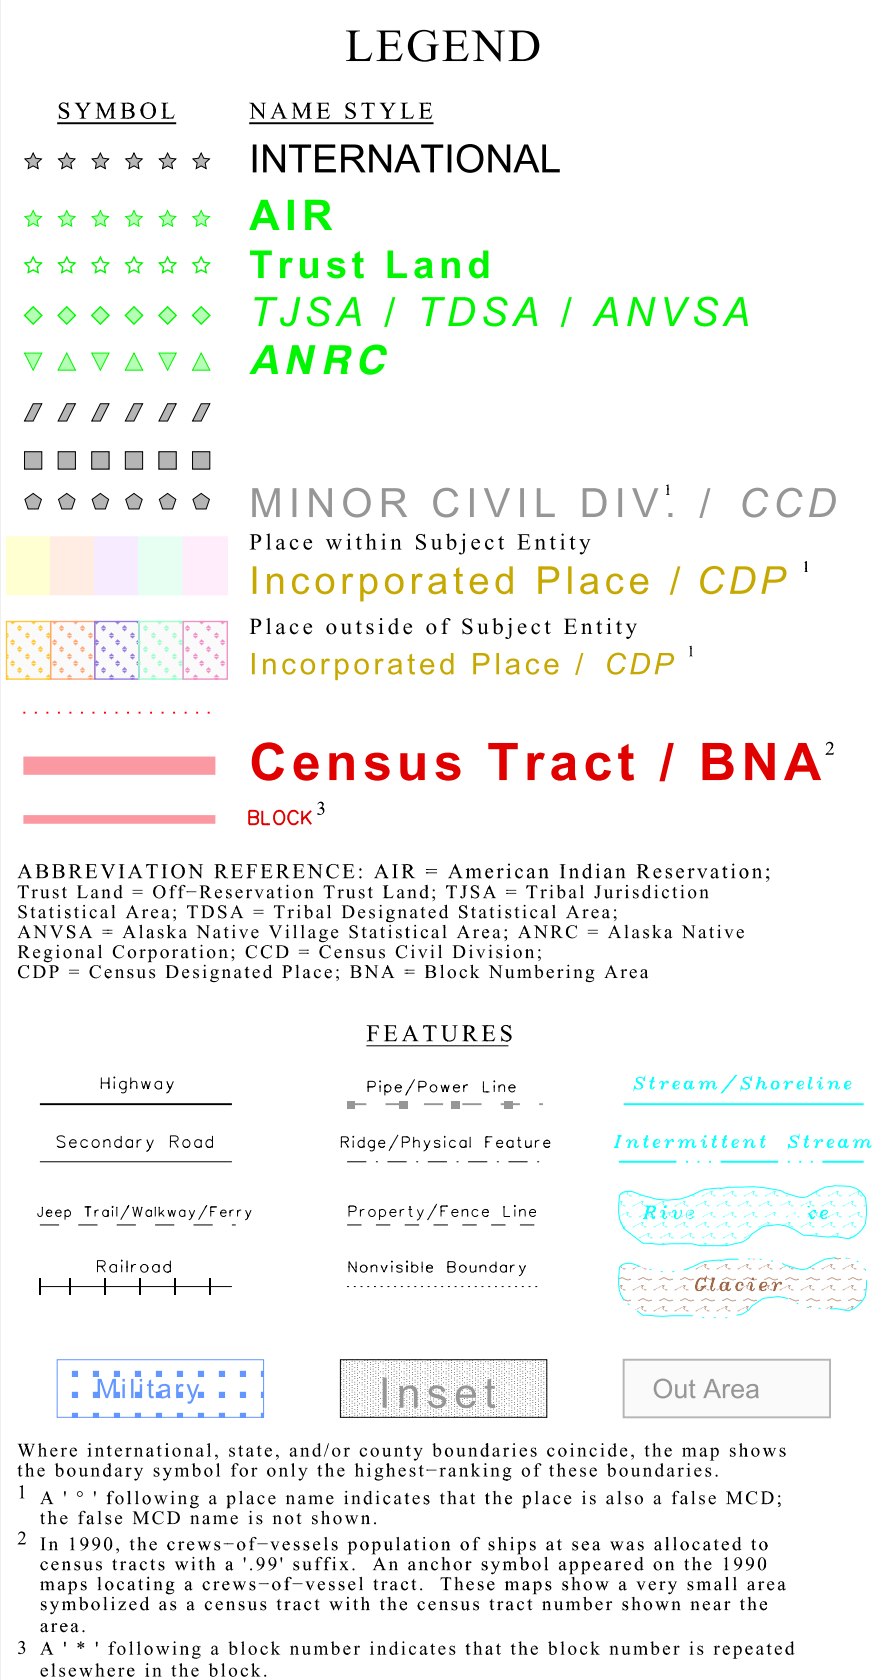 LEGEND
SYMBOL NAME STYLE
INTERNATIONAL
AIR
Trust Land
TJSA / TDSA / ANVSA
ANRC
MINOR CIVIL DIV.¹ / CCD
Place within Subject Entity
Incorporated Place / CDP ¹
Place outside of Subject Entity
Incorporated Place / CDP ¹
Census Tract / BNA²
BLOCK³
ABBREVIATION REFERENCE: AIR = American Indian Reservation;
Trust Land = Off−Reservation Trust Land; TJSA = Tribal Jurisdiction
Statistical Area; TDSA = Tribal Designated Statistical Area;
ANVSA = Alaska Native Village Statistical Area; ANRC = Alaska Native
Regional Corporation; CCD = Census Civil Division;
CDP = Census Designated Place; BNA = Block Numbering Area
FEATURES
Highway Pipe/Power Line Stream/Shoreline
Secondary Road Ridge/Physical Feature Intermittent Stream
Jeep Trail/Walkway/Ferry Property/Fence Line
Railroad Nonvisible Boundary Glacier
Military Inset Out Area
Where international, state, and/or county boundaries coincide, the map shows
the boundary symbol for only the highest−ranking of these boundaries.
1 A ' ° ' following a place name indicates that the place is also a false MCD;
the false MCD name is not shown.
2 In 1990, the crews−of−vessels population of ships at sea was allocated to
census tracts with a '.99' suffix. An anchor symbol appeared on the 1990
maps locating a crews−of−vessel tract. These maps show a very small area
symbolized as a census tract with the census tract number shown near the
area.
3 A ' * ' following a block number indicates that the block number is repeated
elsewhere in the block.